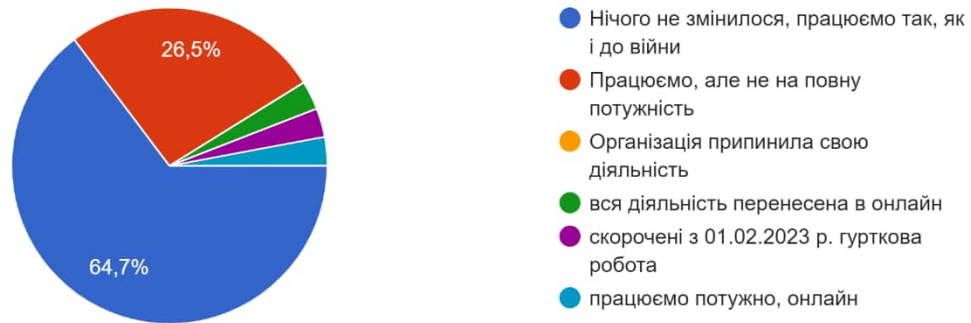 26,5%
64,7%
Нічого не змінилося, працюємо так, як
і до війни
Працюємо, але не на повну
потужність
Організація припинила свою
діяльність
вся діяльність перенесена в онлайн
скорочені з 01.02.2023 р. гурткова
робота
працюємо потужно, онлайн